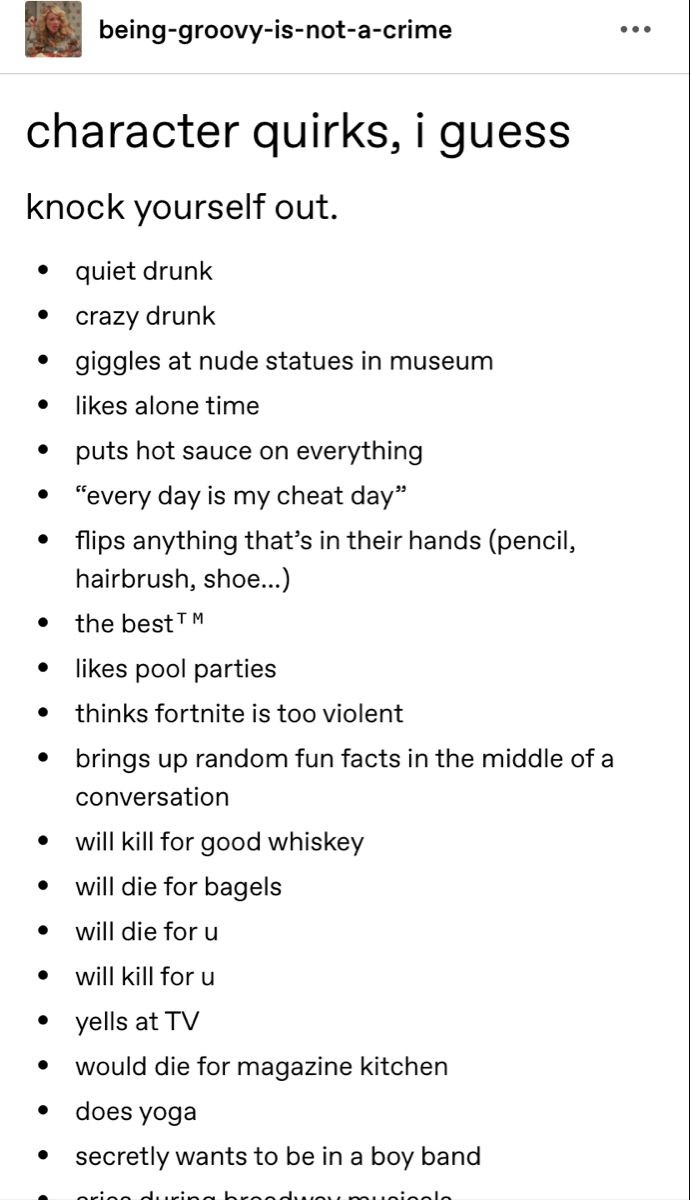 being-groovy-is-not-a-crime
character quirks, i guess
knock yourself out.
• quiet drunk
• crazy drunk
• giggles at nude statues in museum
• likes alone time
• puts hot sauce on everything
• “every day is my cheat day”
• flips anything that’s in their hands (pencil,
hairbrush, shoe...)
• the best™
• likes pool parties
• thinks fortnite is too violent
• brings up random fun facts in the middle of a
conversation
• will kill for good whiskey
• will die for bagels
• will die for u
• will kill for u
• yells at TV
• would die for magazine kitchen
• does yoga
• secretly wants to be in a boy band
• cries during broadway musicals